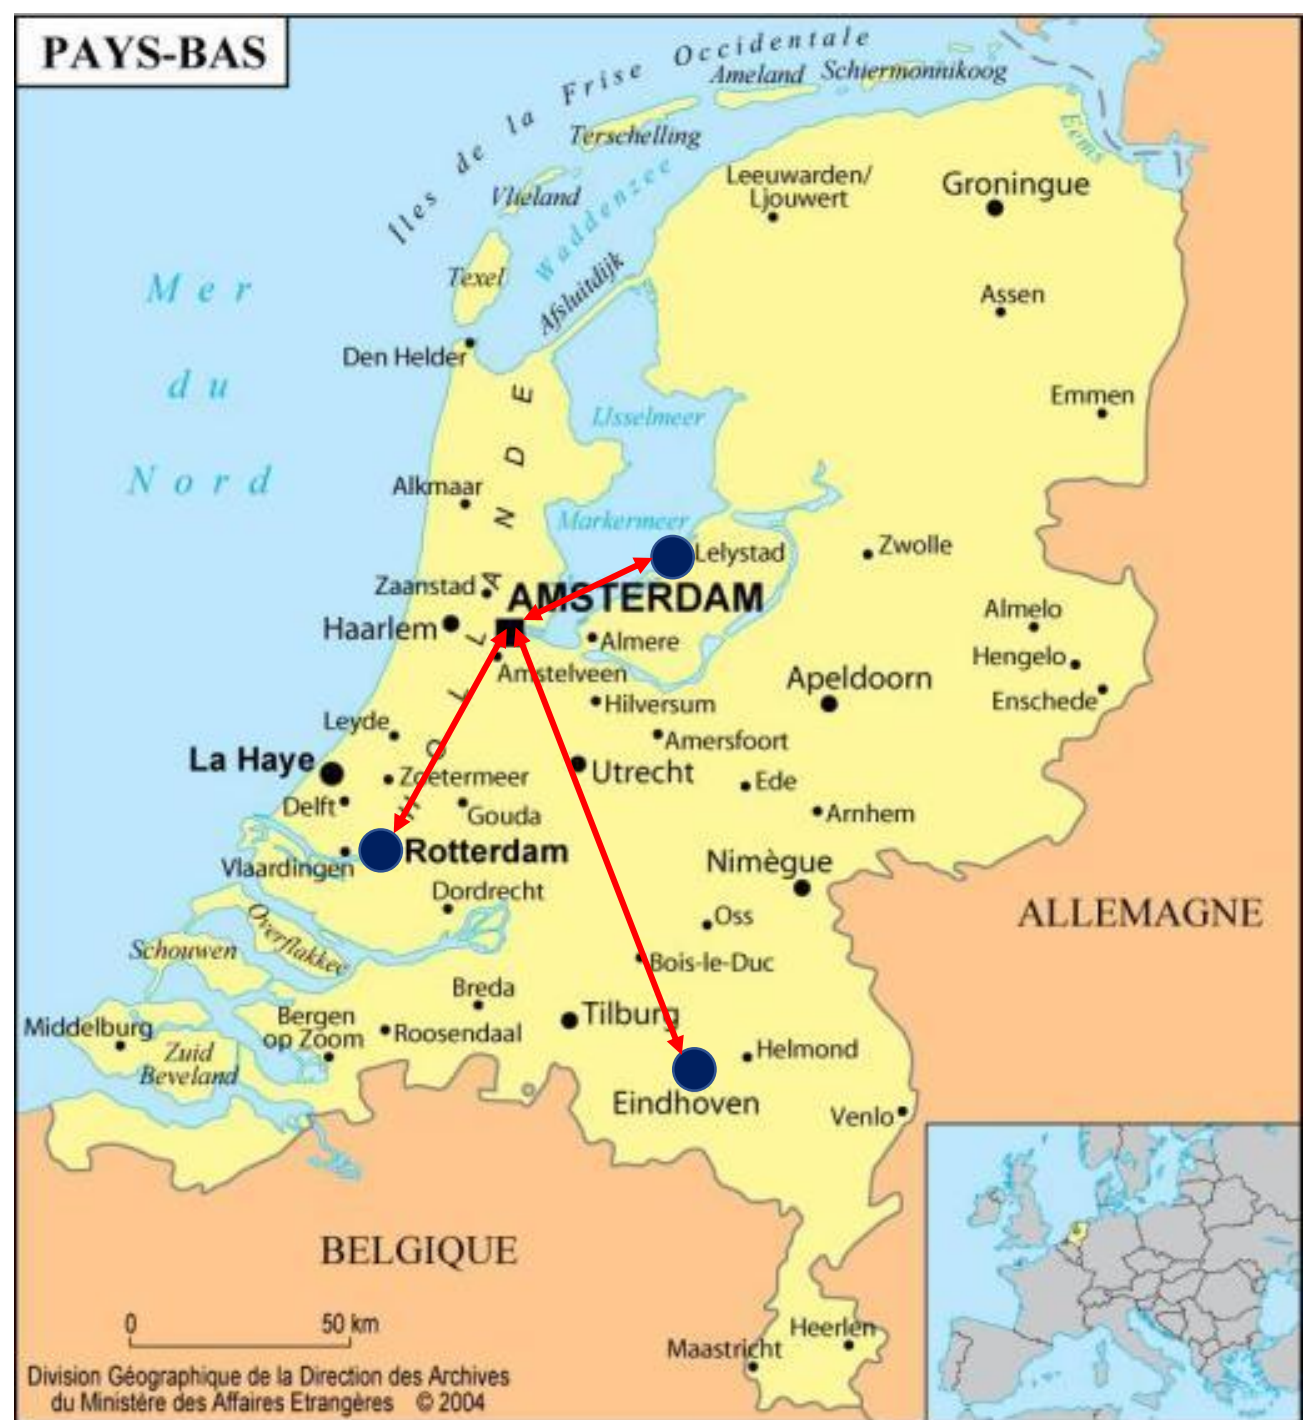 PAYS-BAS
Îles de la Frise Occidentale
Ameland
Schiermonnikoog
Terschelling
Vlieland
Waddenzee
Eems
Leeuwarden/
Ljouwert
Groningue
Texel
Afsluitdijk
Assen
Mer
du
Nord
Den Helder
Emmen
IJsselmeer
HOLLANDE
Alkmaar
Markermeer
Lelystad
Zwolle
Zaanstad
AMSTERDAM
Haarlem
Almere
Almelo
Amstelveen
Hengelo
Apeldoorn
Hilversum
Enschede
Leyde
Amersfoort
La Haye
Zoetermeer
Utrecht
Ede
Delft
Gouda
Arnhem
Rotterdam
Vlaardingen
Nimègue
Dordrecht
Oss
ALLEMAGNE
Overflakkee
Schouwen
Bois-le-Duc
Breda
Tilburg
Middelburg
Bergen
op Zoom
Roosendaal
Zuid
Beveland
Helmond
Eindhoven
Venlo
BELGIQUE
0 50 km
Heerlen
Maastricht
Division Géographique de la Direction des Archives
du Ministère des Affaires Etrangères © 2004